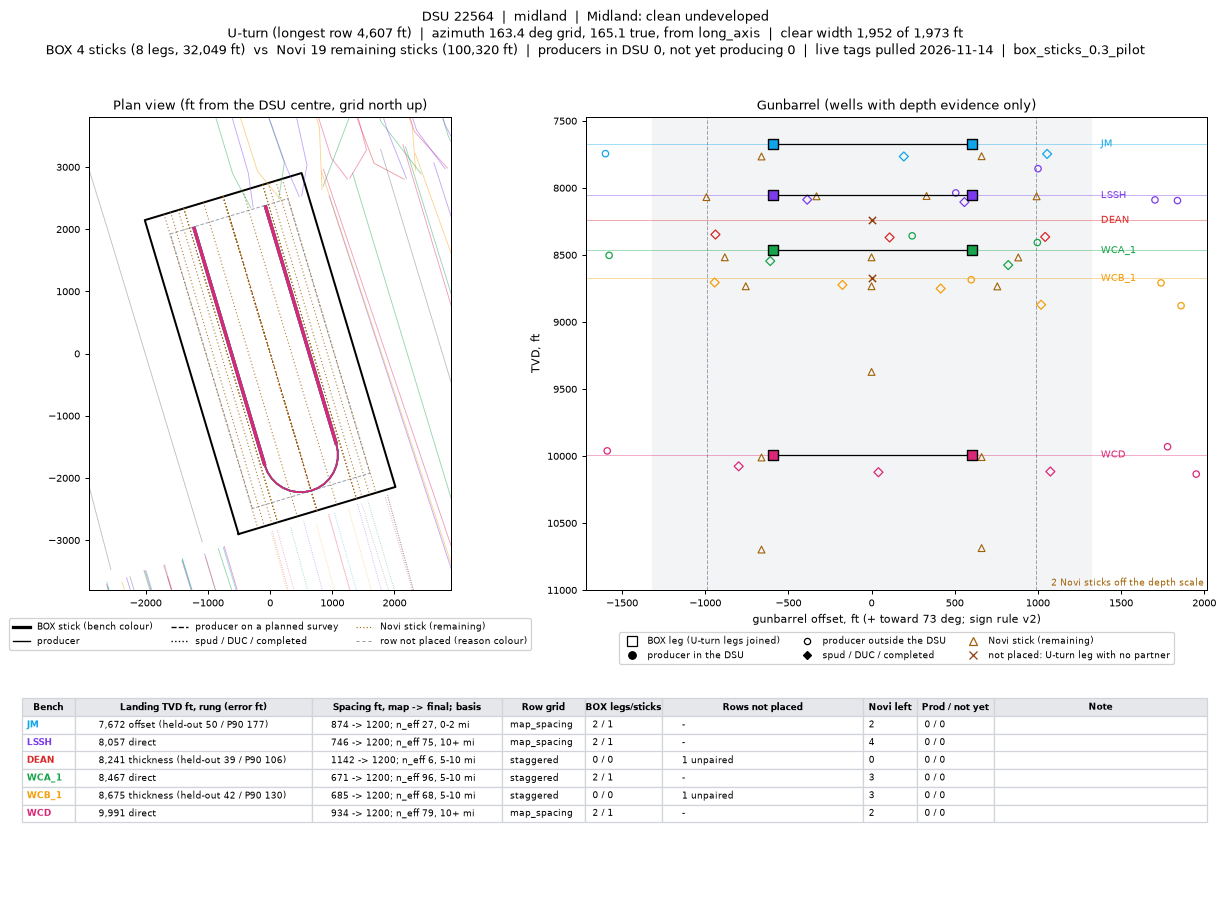 DSU 22564 | midland | Midland: clean undeveloped
U-turn (longest row 4,607 ft) | azimuth 163.4 deg grid, 165.1 true, from long_axis | clear width 1,952 of 1,973 ft
BOX 4 sticks (8 legs, 32,049 ft) vs Novi 19 remaining sticks (100,320 ft) | producers in DSU 0, not yet producing 0 | live tags pulled 2026-11-14 | box_sticks_0.3_pilot
Plan view (ft from the DSU centre, grid north up)
3000
2000
1000
0
−1000
−2000
−3000
−2000 −1000 0 1000 2000
BOX stick (bench colour) producer on a planned survey Novi stick (remaining)
producer spud / DUC / completed row not placed (reason colour)
Gunbarrel (wells with depth evidence only)
TVD, ft
7500
8000
8500
9000
9500
10000
10500
11000
JM
LSSH
DEAN
WCA_1
WCB_1
WCD
2 Novi sticks off the depth scale
−1500 −1000 −500 0 500 1000 1500 2000
gunbarrel offset, ft (+ toward 73 deg; sign rule v2)
BOX leg (U-turn legs joined) producer outside the DSU Novi stick (remaining)
producer in the DSU spud / DUC / completed not placed: U-turn leg with no partner
Bench Landing TVD ft, rung (error ft) Spacing ft, map -> final; basis Row grid BOX legs/sticks Rows not placed Novi left Prod / not yet Note
JM 7,672 offset (held-out 50 / P90 177) 874 -> 1200; n_eff 27, 0-2 mi map_spacing 2 / 1 - 2 0 / 0
LSSH 8,057 direct 746 -> 1200; n_eff 75, 10+ mi map_spacing 2 / 1 - 4 0 / 0
DEAN 8,241 thickness (held-out 39 / P90 106) 1142 -> 1200; n_eff 6, 5-10 mi staggered 0 / 0 1 unpaired 0 0 / 0
WCA_1 8,467 direct 671 -> 1200; n_eff 96, 5-10 mi staggered 2 / 1 - 3 0 / 0
WCB_1 8,675 thickness (held-out 42 / P90 130) 685 -> 1200; n_eff 68, 5-10 mi staggered 0 / 0 1 unpaired 3 0 / 0
WCD 9,991 direct 934 -> 1200; n_eff 79, 10+ mi map_spacing 2 / 1 - 2 0 / 0